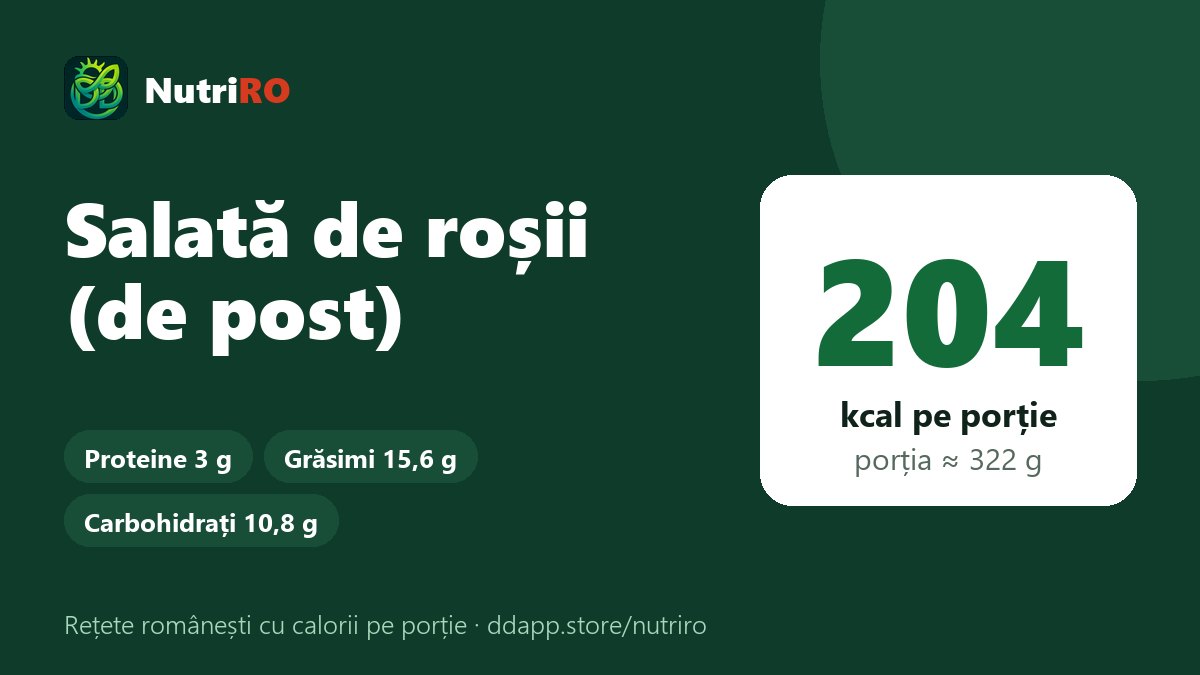 NutriRO
Salată de roșii
(de post)
204
kcal pe porție
porția ≈ 322 g
Proteine 3 g
Grăsimi 15,6 g
Carbohidrați 10,8 g
Rețete românești cu calorii pe porție · ddapp.store/nutriro